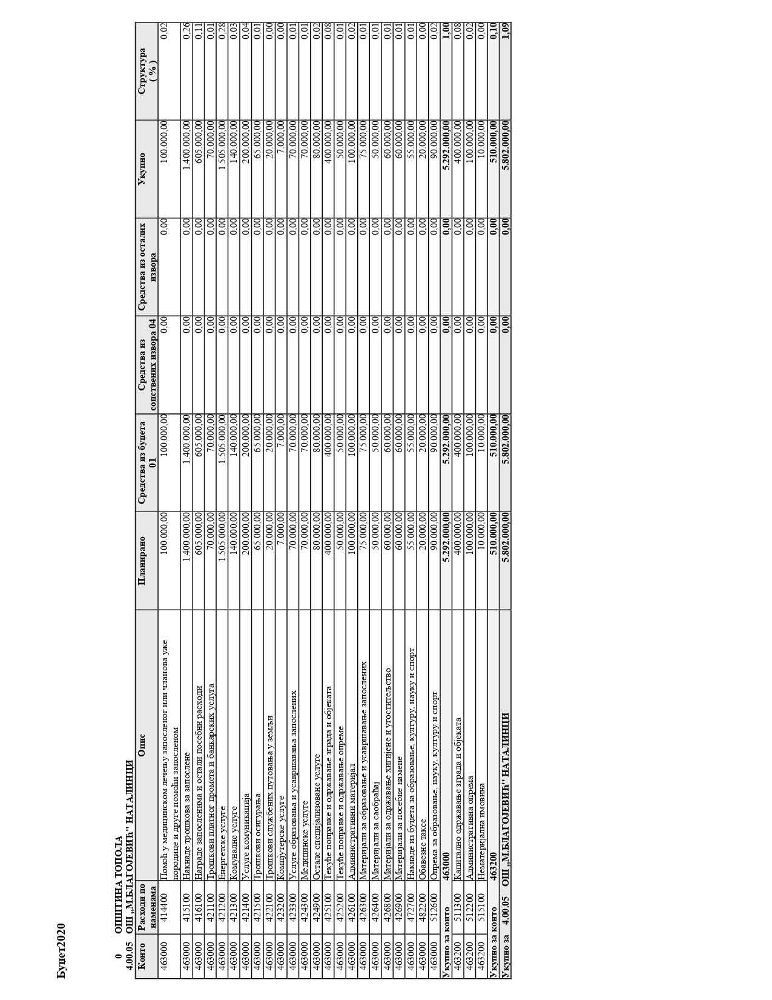 Буџет2020
0 ОПШТИНА ТОПОЛА
4.00.05 ОШ „М.БЛАГОЈЕВИЋ" НАТАЛИНЦИ
Конто Расходи по наменама Опис Планирано Средства из буџета 01 Средства из сопствених извора 04 Средства из осталих извора Укупно Структура ( % )
463000 414400 Помоћ у медицинском лечењу запосленог или чланова уже 100.000,00 100.000,00 0,00 0,00 100.000,00 0,02
породице и друге помоћи запосленом
463000 415100 Накнаде трошкова за запослене 1.400.000,00 1.400.000,00 0,00 0,00 1.400.000,00 0,26
463000 416100 Награде запосленима и остали посебни расходи 605.000,00 605.000,00 0,00 0,00 605.000,00 0,11
463000 421100 Трошкови платног промета и банкарских услуга 70.000,00 70.000,00 0,00 0,00 70.000,00 0,01
463000 421200 Енергетске услуге 1.505.000,00 1.505.000,00 0,00 0,00 1.505.000,00 0,28
463000 421300 Комуналне услуге 140.000,00 140.000,00 0,00 0,00 140.000,00 0,03
463000 421400 Услуге комуникација 200.000,00 200.000,00 0,00 0,00 200.000,00 0,04
463000 421500 Трошкови осигурања 65.000,00 65.000,00 0,00 0,00 65.000,00 0,01
463000 422100 Трошкови службених путовања у земљи 20.000,00 20.000,00 0,00 0,00 20.000,00 0,00
463000 423200 Компјутерске услуге 7.000,00 7.000,00 0,00 0,00 7.000,00 0,00
463000 423300 Услуге образовања и усавршавања запослених 70.000,00 70.000,00 0,00 0,00 70.000,00 0,01
463000 424300 Медицинске услуге 70.000,00 70.000,00 0,00 0,00 70.000,00 0,01
463000 424900 Остале специјализоване услуге 80.000,00 80.000,00 0,00 0,00 80.000,00 0,02
463000 425100 Текуће поправке и одржавање зграда и објеката 400.000,00 400.000,00 0,00 0,00 400.000,00 0,08
463000 425200 Текуће поправке и одржавање опреме 50.000,00 50.000,00 0,00 0,00 50.000,00 0,01
463000 426100 Административни материјал 100.000,00 100.000,00 0,00 0,00 100.000,00 0,02
463000 426300 Материјали за образовање и усавршавање запослених 75.000,00 75.000,00 0,00 0,00 75.000,00 0,01
463000 426400 Материјали за саобраћај 50.000,00 50.000,00 0,00 0,00 50.000,00 0,01
463000 426800 Материјали за одржавање хигијене и угоститељство 60.000,00 60.000,00 0,00 0,00 60.000,00 0,01
463000 426900 Материјали за посебне намене 60.000,00 60.000,00 0,00 0,00 60.000,00 0,01
463000 472700 Накнаде из буџета за образовање, културу, науку и спорт 55.000,00 55.000,00 0,00 0,00 55.000,00 0,01
463000 482200 Обавезне таксе 20.000,00 20.000,00 0,00 0,00 20.000,00 0,00
463000 512600 Опрема за образовање, науку, културу и спорт 90.000,00 90.000,00 0,00 0,00 90.000,00 0,02
Укупно за конто 463000 5.292.000,00 5.292.000,00 0,00 0,00 5.292.000,00 1,00
463200 511300 Капитално одржавање зграда и објеката 400.000,00 400.000,00 0,00 0,00 400.000,00 0,08
463200 512200 Административна опрема 100.000,00 100.000,00 0,00 0,00 100.000,00 0,02
463200 515100 Нематеријална имовина 10.000,00 10.000,00 0,00 0,00 10.000,00 0,00
Укупно за конто 463200 510.000,00 510.000,00 0,00 0,00 510.000,00 0,10
Укупно за 4.00.05 ОШ „М.БЛАГОЈЕВИЋ" НАТАЛИНЦИ 5.802.000,00 5.802.000,00 0,00 0,00 5.802.000,00 1,09